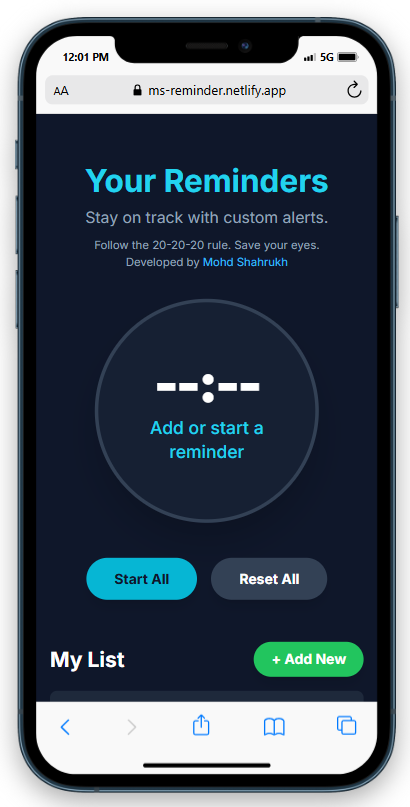 12:01 PM
5G
AA
ms-reminder.netlify.app
Your Reminders
Stay on track with custom alerts.
Follow the 20-20-20 rule. Save your eyes.
Developed by Mohd Shahrukh
--:--
Add or start a
reminder
Start All
Reset All
My List
+ Add New